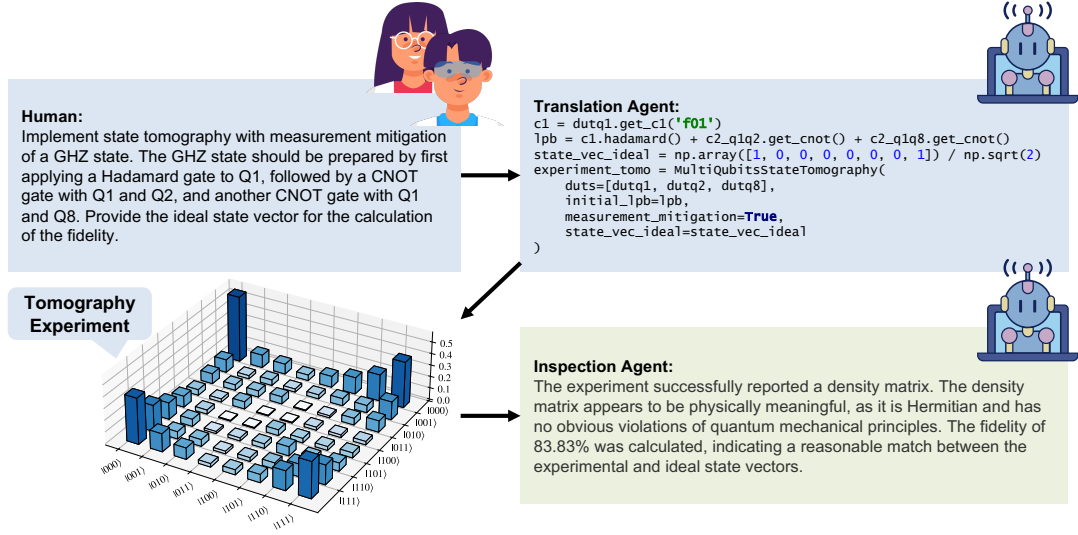 Human:
Implement state tomography with measurement mitigation
of a GHZ state. The GHZ state should be prepared by first
applying a Hadamard gate to Q1, followed by a CNOT
gate with Q1 and Q2, and another CNOT gate with Q1
and Q8. Provide the ideal state vector for the calculation
of the fidelity.
Translation Agent:
c1 = dutq1.get_c1('f01')
lpb = c1.hadamard() + c2_q1q2.get_cnot() + c2_q1q8.get_cnot()
state_vec_ideal = np.array([1, 0, 0, 0, 0, 0, 0, 1]) / np.sqrt(2)
experiment_tomo = MultiQubitsStateTomography(
    duts=[dutq1, dutq2, dutq8],
    initial_lpb=lpb,
    measurement_mitigation=True,
    state_vec_ideal=state_vec_ideal
)
Tomography
Experiment
0.5
0.4
0.3
0.2
0.1
0.0
|000⟩
|001⟩
|010⟩
|011⟩
|100⟩
|101⟩
|110⟩
|111⟩
|000⟩
|001⟩
|010⟩
|011⟩
|100⟩
|101⟩
|110⟩
|111⟩
Inspection Agent:
The experiment successfully reported a density matrix. The density
matrix appears to be physically meaningful, as it is Hermitian and has
no obvious violations of quantum mechanical principles. The fidelity of
83.83% was calculated, indicating a reasonable match between the
experimental and ideal state vectors.